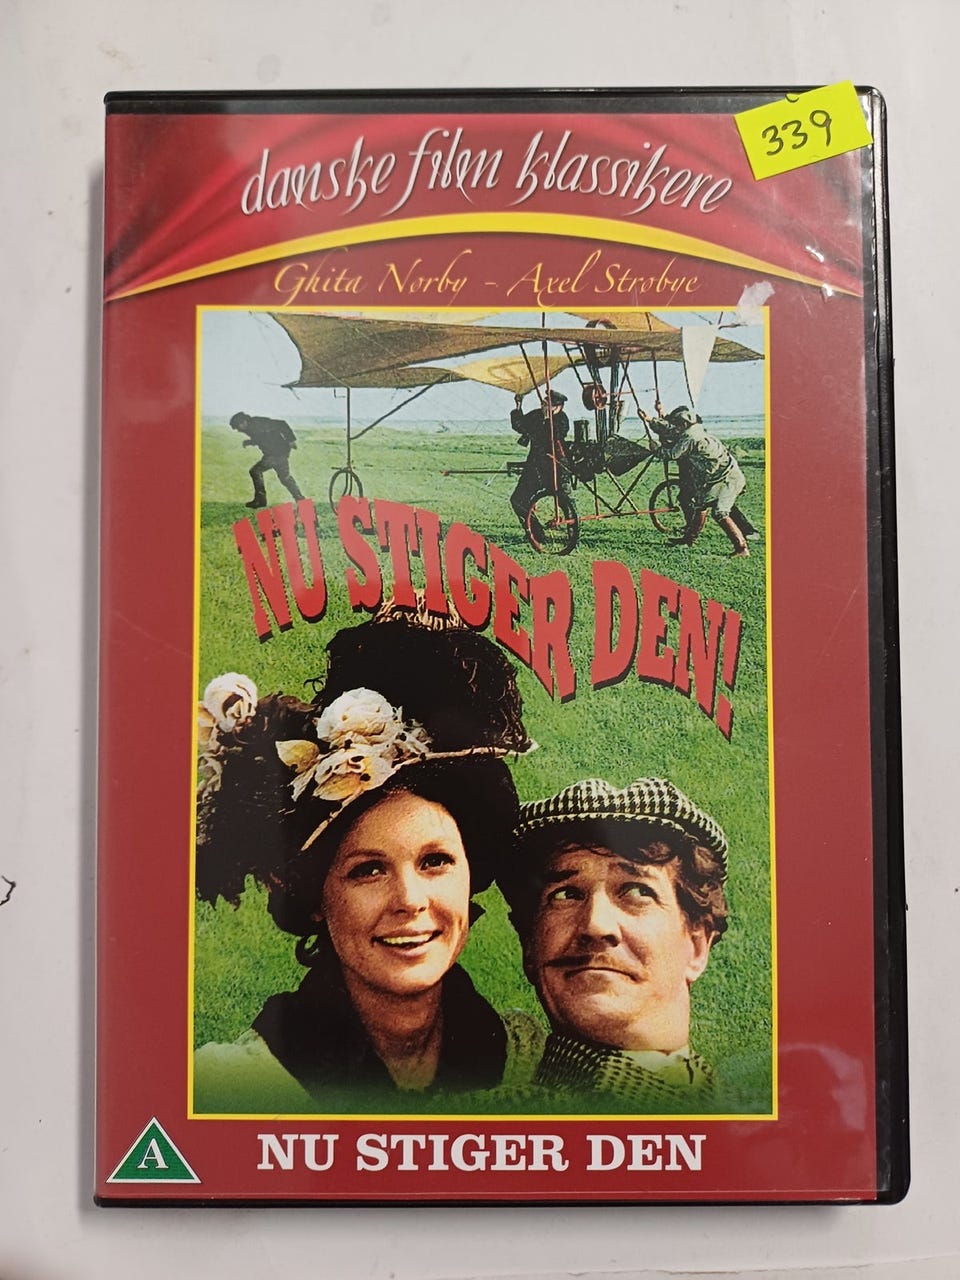 339
danske film klassikere
Ghita Nørby - Axel Strøbye
NU STIGER DEN!
A
NU STIGER DEN